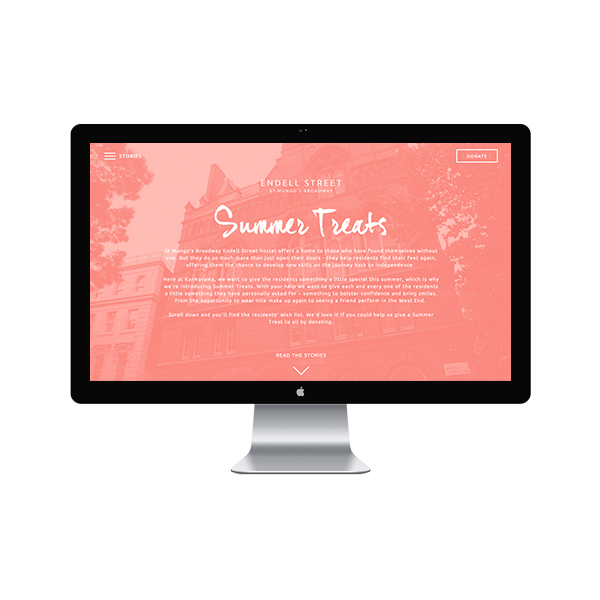 STORIES
DONATE
ENDELL STREET
ST MUNGO'S BROADWAY
Summer Treats
St Mungo's Broadway Endell Street hostel offers a home to those who have found themselves without
one. But they do so much more than just open their doors - they help residents find their feet again,
offering them the chance to develop new skills on the journey back to independence.
Here at Kadmorama, we want to give the residents something a little special this summer, which is why
we're introducing Summer Treats. With your help we want to give each and every one of the residents
a little something they have personally asked for – something to bolster confidence and bring smiles.
From the opportunity to wear nice make up again to seeing a friend perform in the West End.
Scroll down and you'll find the residents' wish list. We'd love it if you could help us give a Summer
Treat to all by donating.
READ THE STORIES